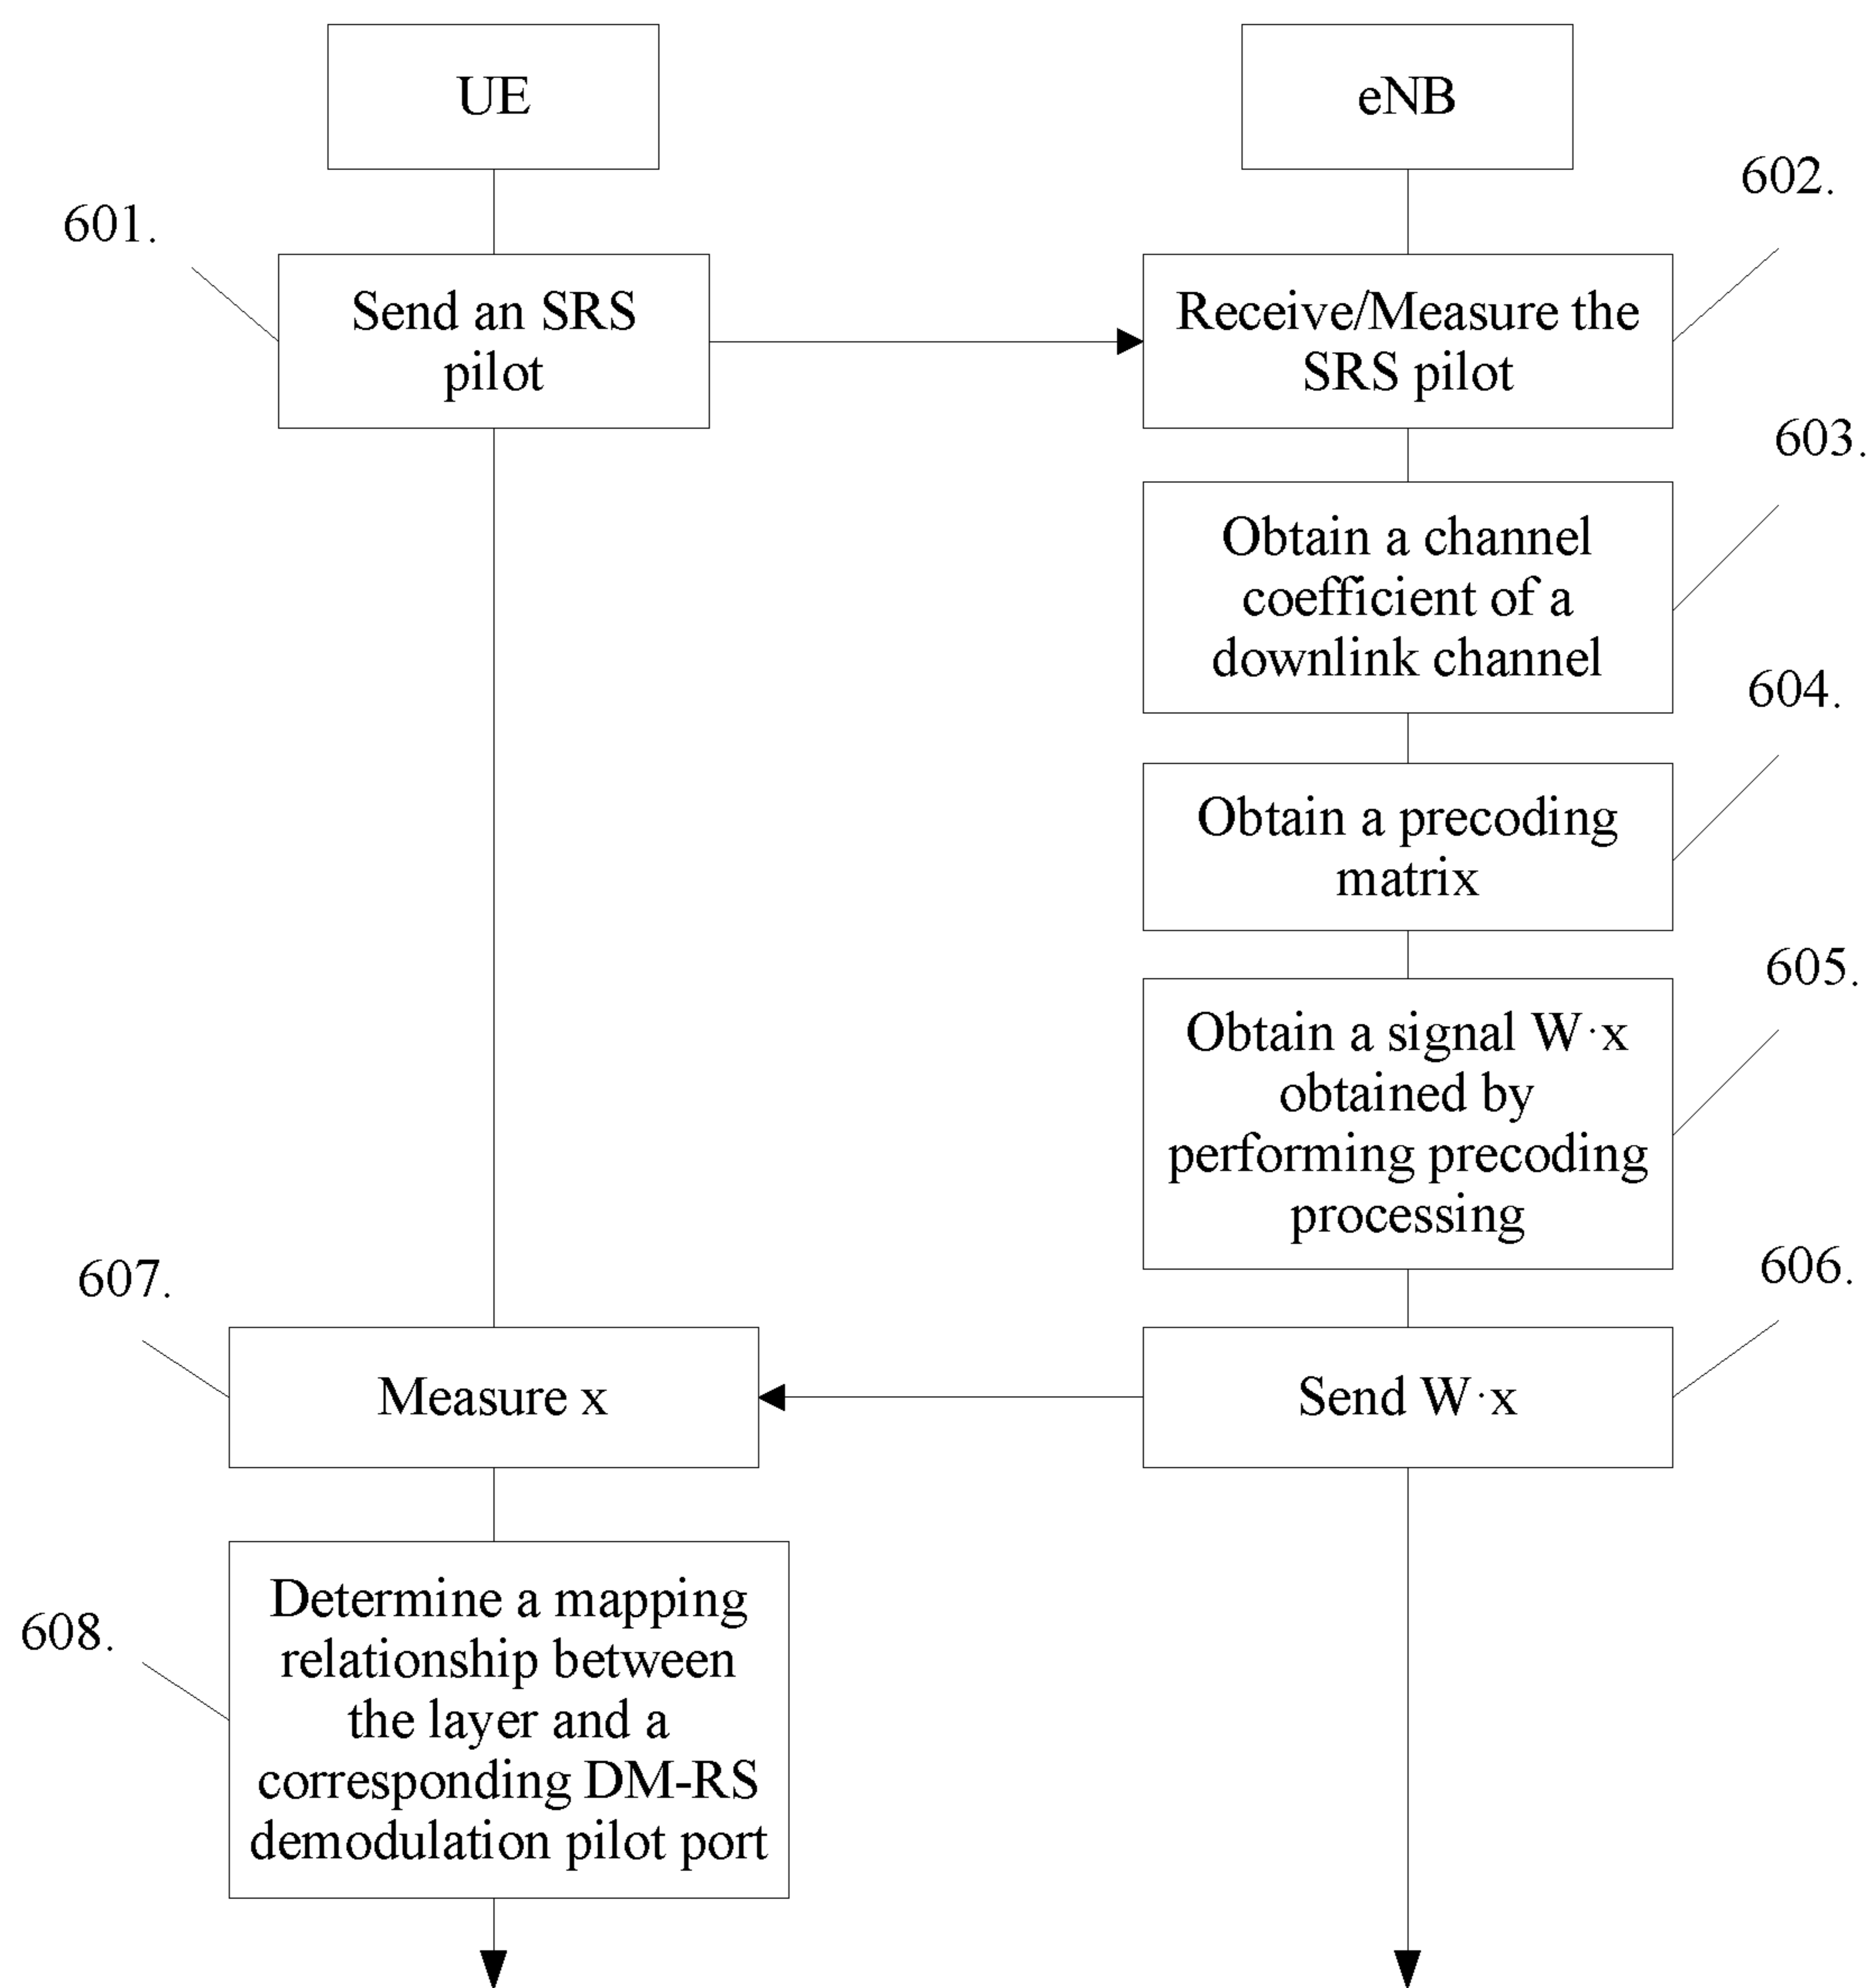 UE
eNB
601.
602.
Send an SRS
pilot
Receive/Measure the
SRS pilot
603.
Obtain a channel
coefficient of a
downlink channel
604.
Obtain a precoding
matrix
605.
Obtain a signal W·x
obtained by
performing precoding
processing
607.
606.
Measure x
Send W·x
608.
Determine a mapping
relationship between
the layer and a
corresponding DM-RS
demodulation pilot port